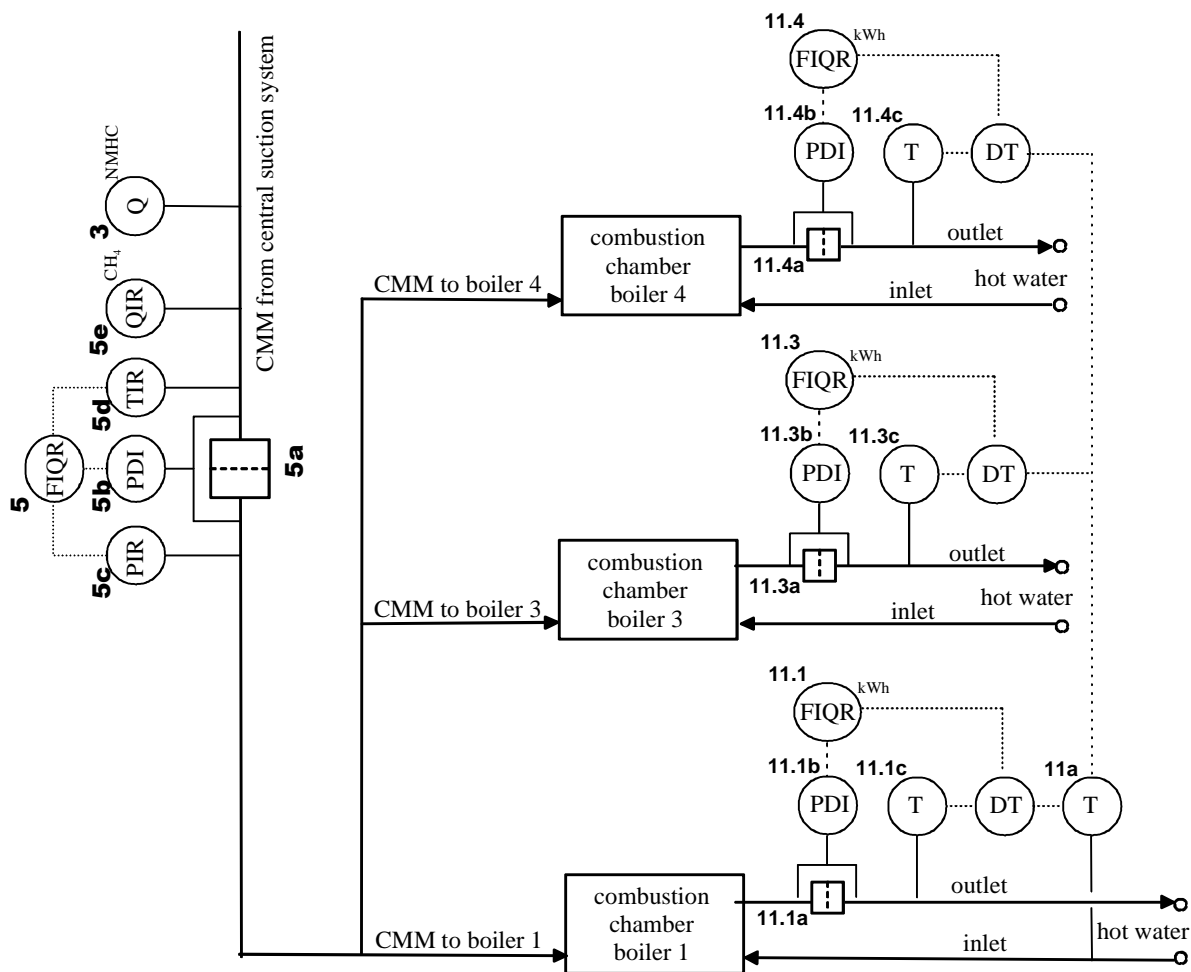 CMM from central suction system
3
Q
NMHC
5e
QIR
CH4
5d
TIR
5
FIQR
5b
PDI
5a
5c
PIR
11.4
FIQR
kWh
11.4b
PDI
11.4c
T
DT
CMM to boiler 4
combustion
chamber
boiler 4
11.4a
outlet
hot water
inlet
11.3
FIQR
kWh
11.3b
PDI
11.3c
T
DT
CMM to boiler 3
combustion
chamber
boiler 3
11.3a
outlet
hot water
inlet
11.1
FIQR
kWh
11.1b
PDI
11.1c
T
DT
11a
T
CMM to boiler 1
combustion
chamber
boiler 1
11.1a
outlet
hot water
inlet